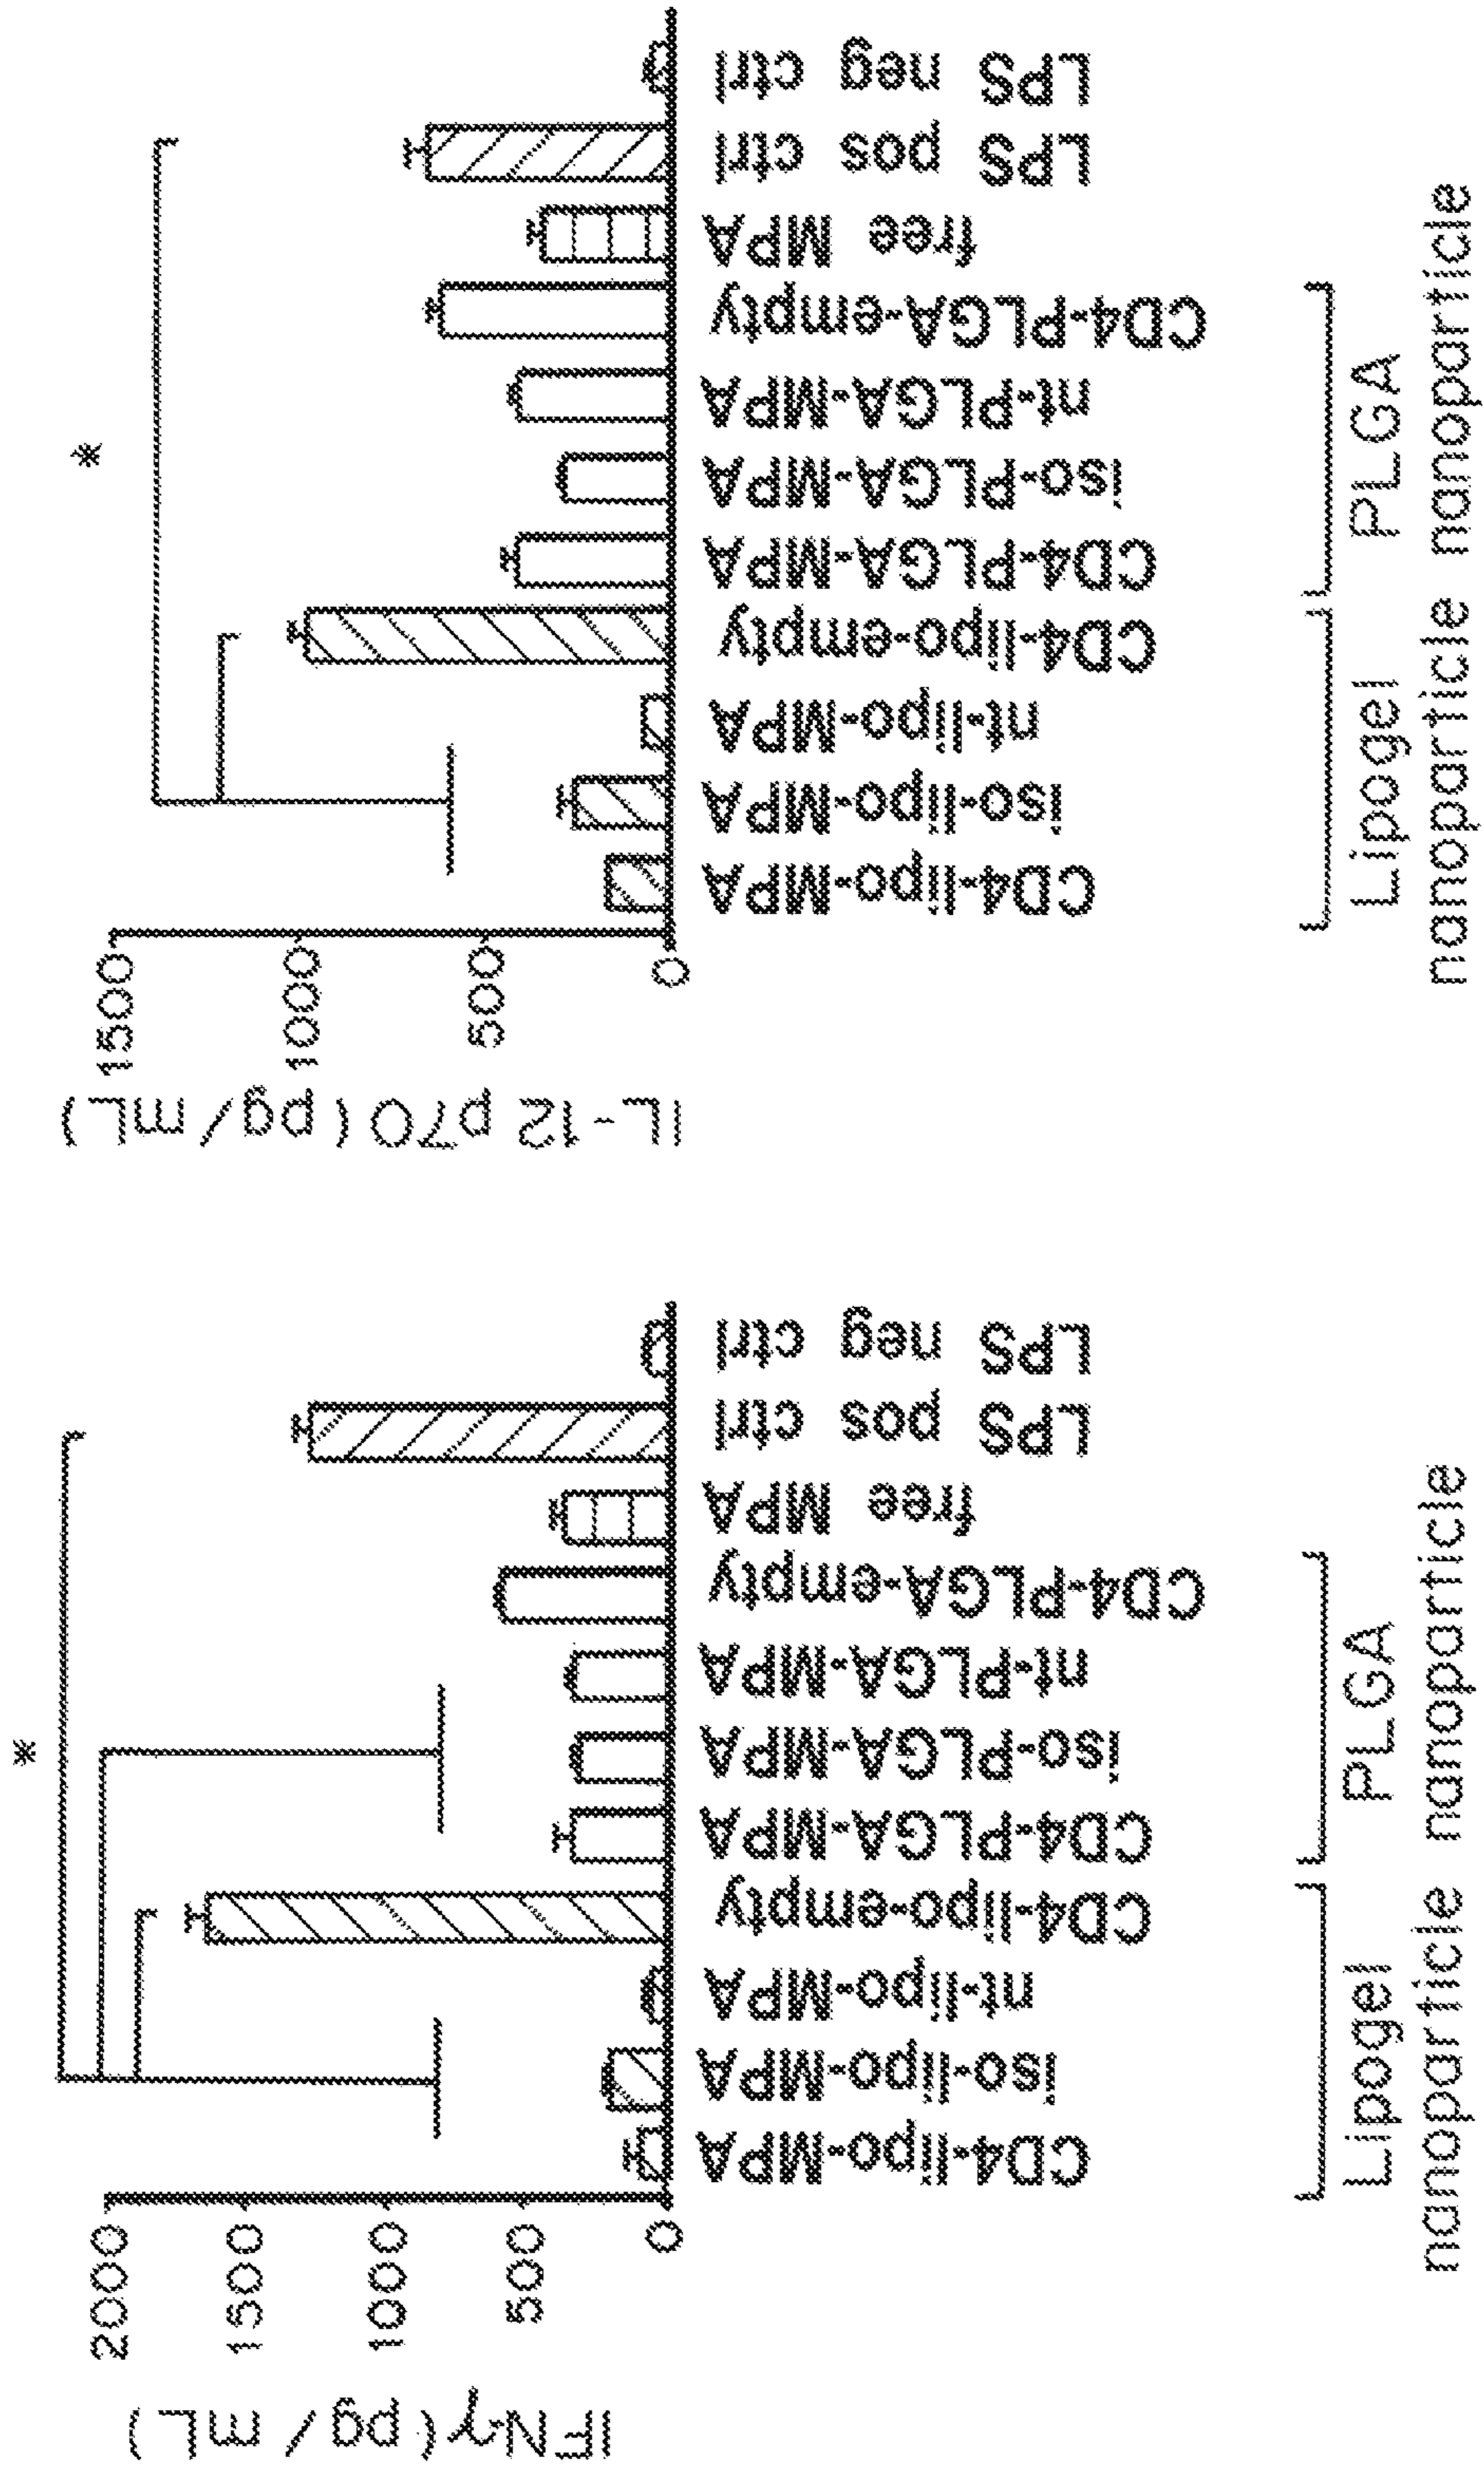 *
IFNγ(pg/mL)
2000
1500
1000
500
0
CD4-lipo-MPA
iso-lipo-MPA
nt-lipo-MPA
CD4-lipo-empty
CD4-PLGA-MPA
iso-PLGA-MPA
nt-PLGA-MPA
CD4-PLGA-empty
free MPA
LPS pos ctrl
LPS neg ctrl
Lipogel
nanoparticle
PLGA
nanoparticle
*
IL-12 p70(pg/mL)
1500
1000
500
0
CD4-lipo-MPA
iso-lipo-MPA
nt-lipo-MPA
CD4-lipo-empty
CD4-PLGA-MPA
iso-PLGA-MPA
nt-PLGA-MPA
CD4-PLGA-empty
free MPA
LPS pos ctrl
LPS neg ctrl
Lipogel
nanoparticle
PLGA
nanoparticle